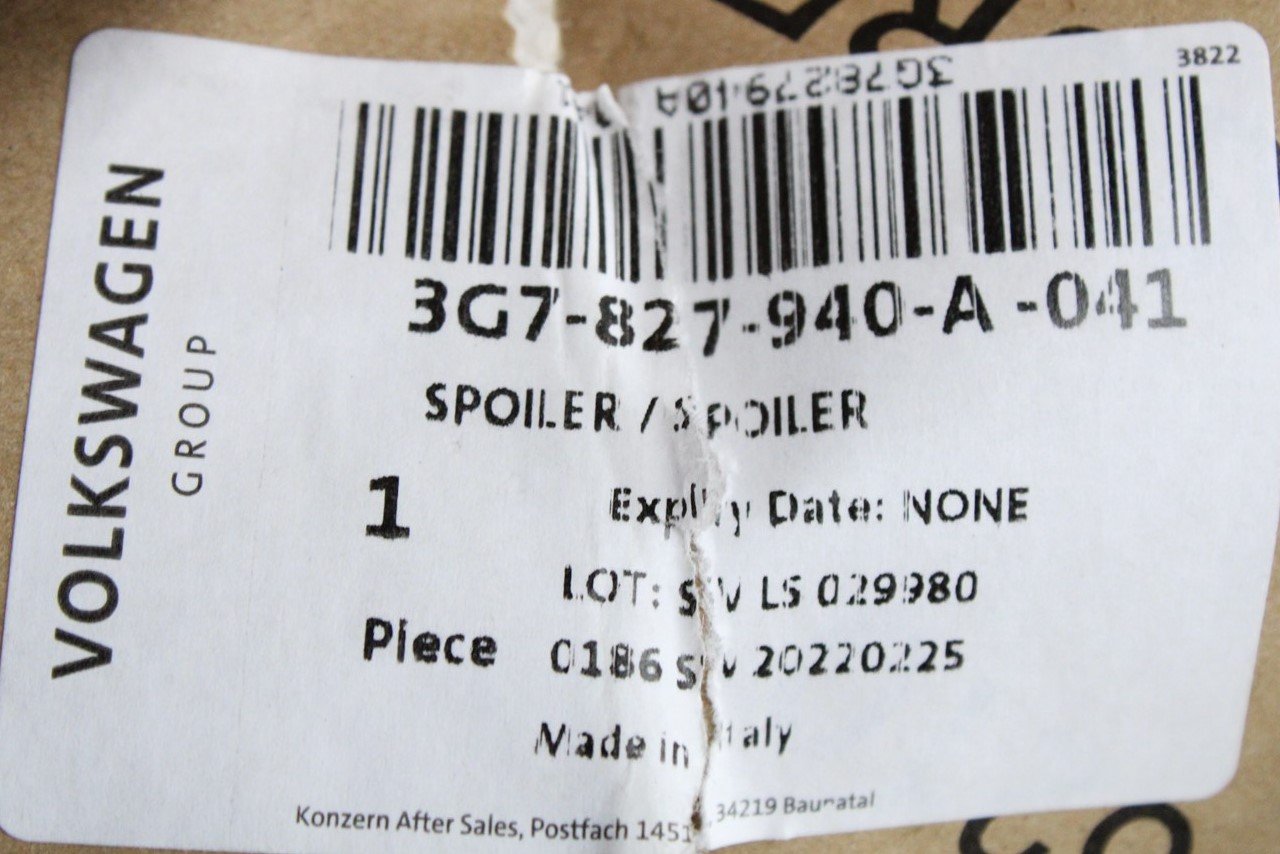 3822
3G7827940A
VOLKSWAGEN
GROUP
3G7-827-940-A -041
SPOILER / SPOILER
1
Expiry Date: NONE
LOT: SW LS 029980
Piece
0186 SW 20220225
Made in Italy
Konzern After Sales, Postfach 1451, 34219 Baunatal